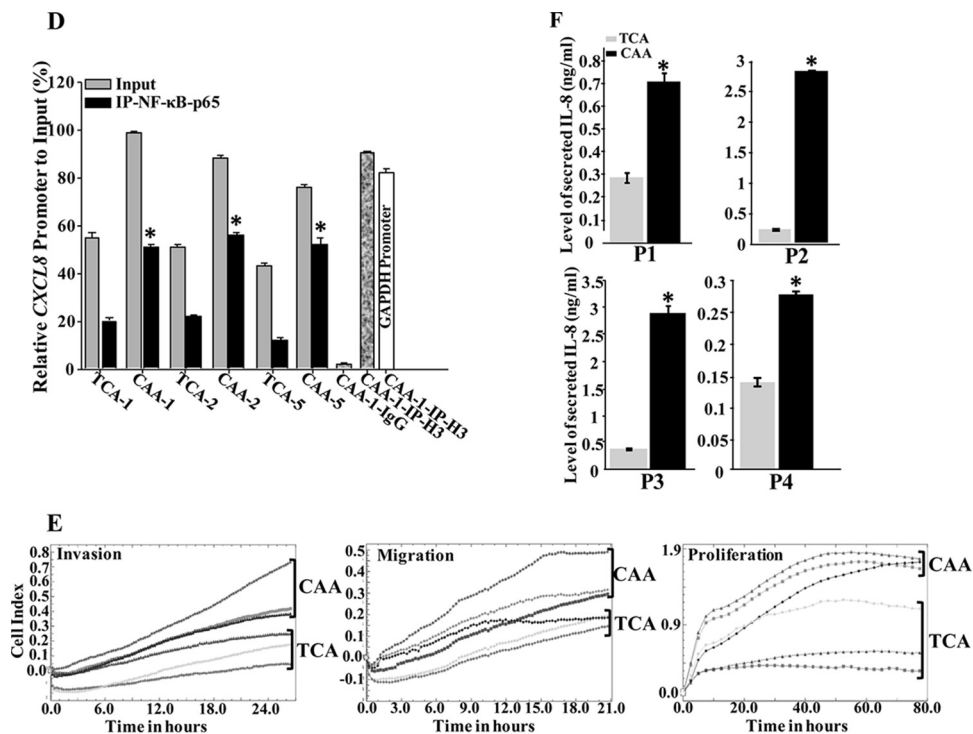 D
Relative CXCL8 Promoter to Input (%)
120
100
80
60
40
20
0
Input
IP-NF-κB-p65
*
*
*
GAPDH Promoter
TCA-1
CAA-1
TCA-2
CAA-2
TCA-5
CAA-5
CAA-1-IgG
CAA-1-IP-H3
CAA-1-IP-H3
F
TCA
CAA
Level of secreted IL-8 (ng/ml)
0.8
0.7
0.6
0.5
0.4
0.3
0.2
0.1
0
*
P1
3
2.5
2
1.5
1
0.5
0
*
P2
Level of secreted IL-8 (ng/ml)
3.5
3
2.5
2
1.5
1
0.5
0
*
P3
0.30
0.25
0.20
0.15
0.1
0.05
0
*
P4
E
Cell Index
0.8
0.7
0.6
0.5
0.4
0.3
0.2
0.1
0.0
Invasion
CAA
TCA
0.0
6.0
12.0
18.0
24.0
Time in hours
0.5
0.4
0.3
0.2
0.1
0.0
-0.1
Migration
CAA
TCA
0.0
3.0
6.0
9.0
12.0
15.0
18.0
21.0
Time in hours
1.9
0.9
0.0
Proliferation
CAA
TCA
0.0
20.0
40.0
60.0
80.0
Time in hours